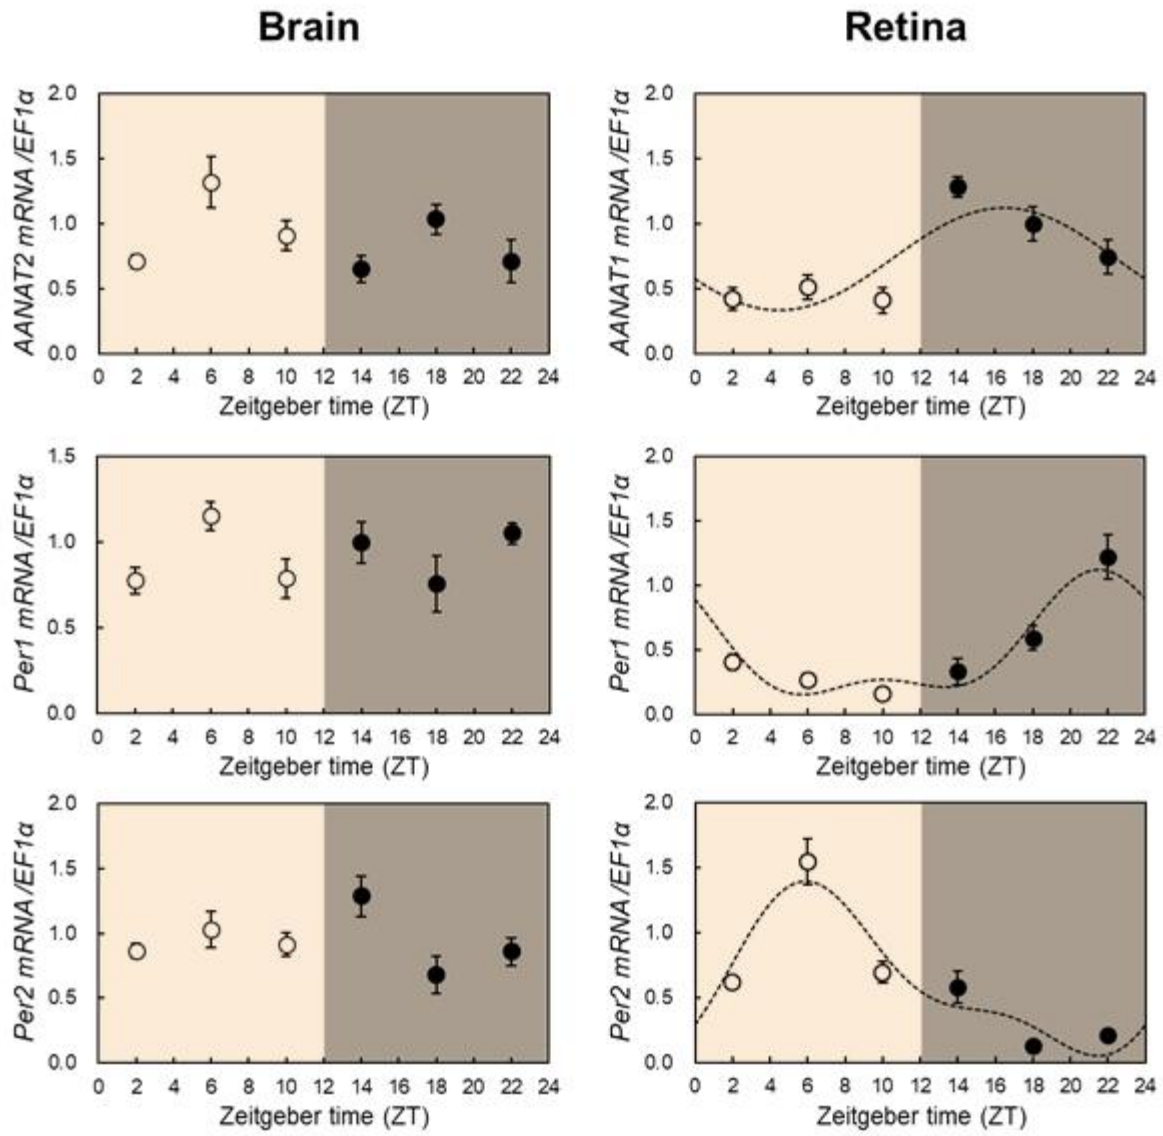 Brain
Retina
AANAT2 mRNA/EF1α
2.0
1.5
1.0
0.5
0.0
0 2 4 6 8 10 12 14 16 18 20 22 24
Zeitgeber time (ZT)
AANAT1 mRNA/EF1α
2.0
1.5
1.0
0.5
0.0
0 2 4 6 8 10 12 14 16 18 20 22 24
Zeitgeber time (ZT)
Per1 mRNA/EF1α
1.5
1.0
0.5
0.0
0 2 4 6 8 10 12 14 16 18 20 22 24
Zeitgeber time (ZT)
Per1 mRNA/EF1α
2.0
1.5
1.0
0.5
0.0
0 2 4 6 8 10 12 14 16 18 20 22 24
Zeitgeber time (ZT)
Per2 mRNA/EF1α
2.0
1.5
1.0
0.5
0.0
0 2 4 6 8 10 12 14 16 18 20 22 24
Zeitgeber time (ZT)
Per2 mRNA/EF1α
2.0
1.5
1.0
0.5
0.0
0 2 4 6 8 10 12 14 16 18 20 22 24
Zeitgeber time (ZT)